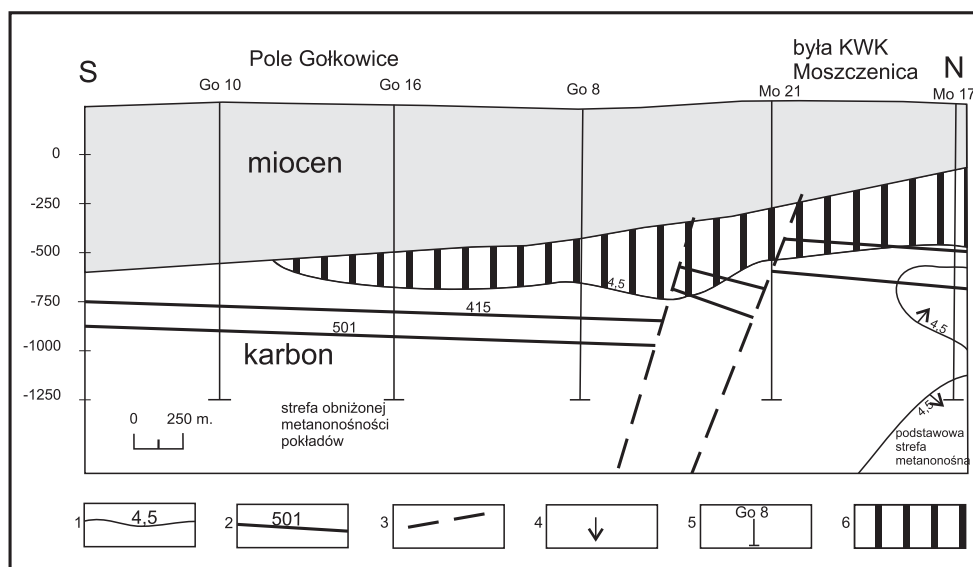 S
Pole Gołkowice
była KWK
Moszczenica
N
Go 10
Go 16
Go 8
Mo 21
Mo 17
0
-250
-500
-750
-1000
-1250
miocen
4,5
415
501
karbon
4,5
4,5
0 250 m.
strefa obniżonej
metanonośności
pokładów
podstawowa
strefa
metanonośna
1 4,5
2 501
3
4
5 Go 8
6